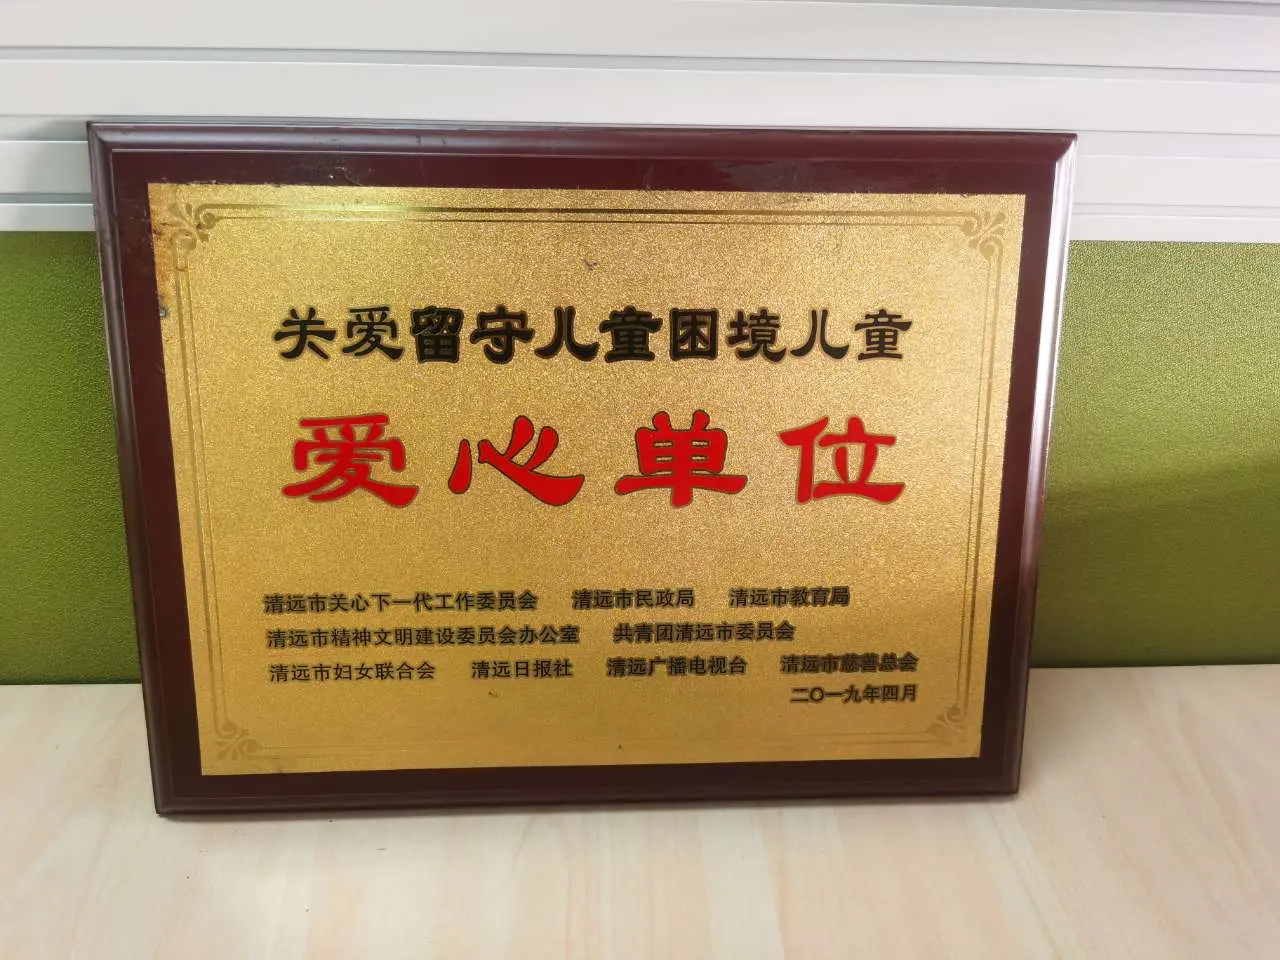 关爱留守儿童困境儿童
爱心单位
清远市关心下一代工作委员会 清远市民政局 清远市教育局
清远市精神文明建设委员会办公室 共青团清远市委员会
清远市妇女联合会 清远日报社 清远广播电视台 清远市慈善总会
二〇一九年四月